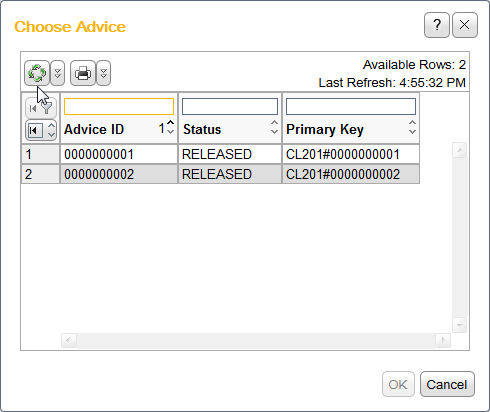 Choose Advice
?
Available Rows: 2
Last Refresh: 4:55:32 PM
Advice ID 1 Status Primary Key
1 0000000001 RELEASED CL201#0000000001
2 0000000002 RELEASED CL201#0000000002
OK Cancel